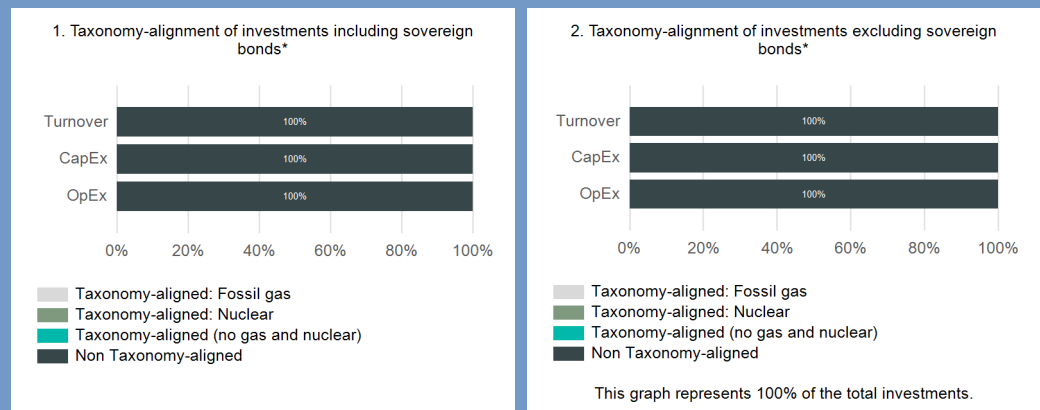 1. Taxonomy-alignment of investments including sovereign
bonds*
Turnover 100%
CapEx 100%
OpEx 100%
0% 20% 40% 60% 80% 100%
Taxonomy-aligned: Fossil gas
Taxonomy-aligned: Nuclear
Taxonomy-aligned (no gas and nuclear)
Non Taxonomy-aligned
2. Taxonomy-alignment of investments excluding sovereign
bonds*
Turnover 100%
CapEx 100%
OpEx 100%
0% 20% 40% 60% 80% 100%
Taxonomy-aligned: Fossil gas
Taxonomy-aligned: Nuclear
Taxonomy-aligned (no gas and nuclear)
Non Taxonomy-aligned
This graph represents 100% of the total investments.